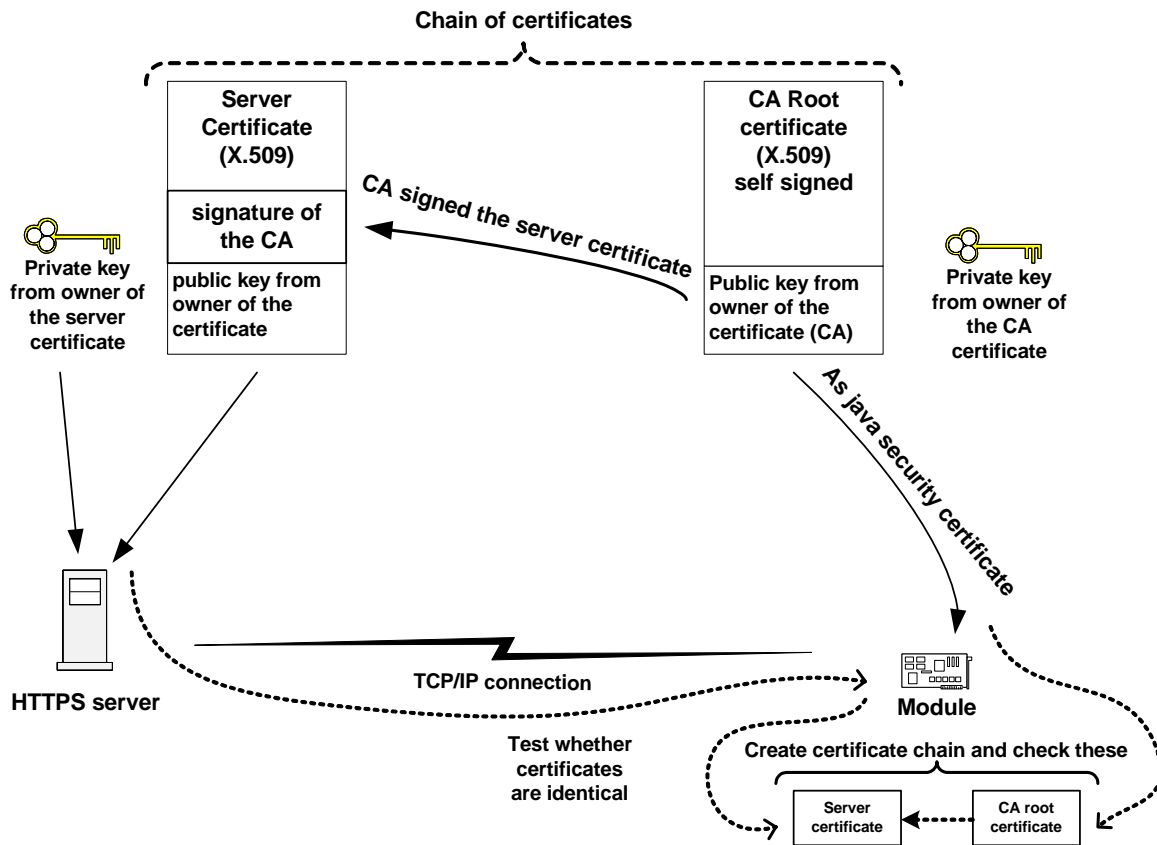 Chain of certificates
Server
Certificate
(X.509)
signature of
the CA
public key from
owner of the
certificate
CA Root
certificate
(X.509)
self signed
Public key from
owner of the
certificate (CA)
CA signed the server certificate
Private key
from owner of
the server
certificate
Private key
from owner of
the CA
certificate
As java security certificate
HTTPS server
TCP/IP connection
Module
Test whether
certificates
are identical
Create certificate chain and check these
Server
certificate
CA root
certificate